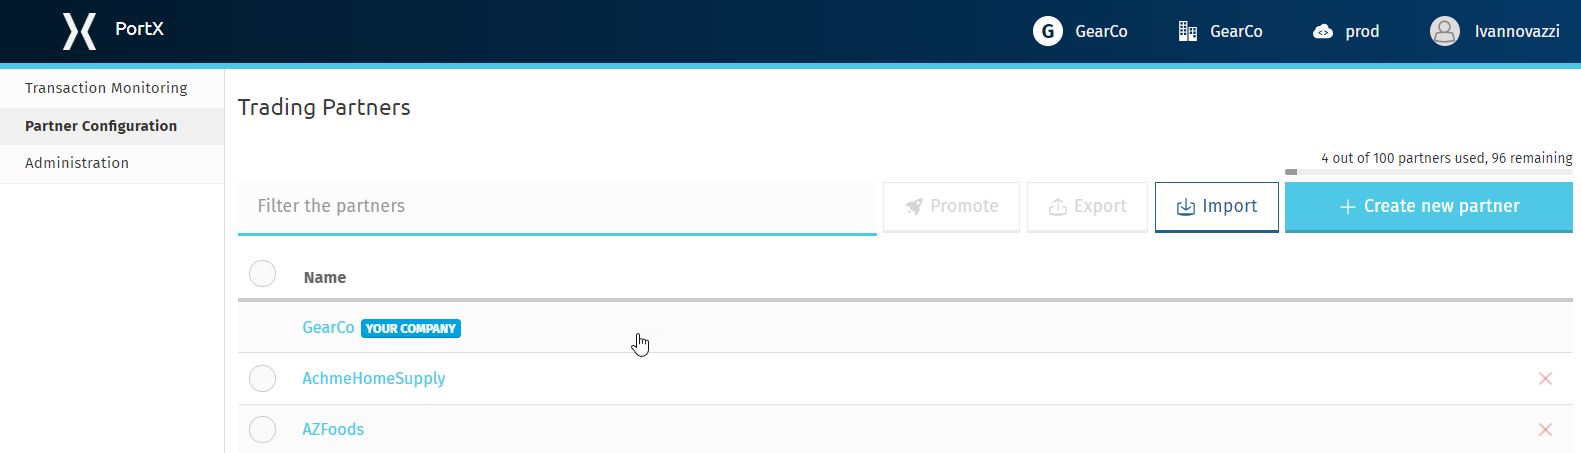 PortX
G GearCo GearCo prod Ivannovazzi
Transaction Monitoring
Partner Configuration
Administration
Trading Partners
4 out of 100 partners used, 96 remaining
Filter the partners
Promote Export Import Create new partner
Name
GearCo YOUR COMPANY
AchmeHomeSupply
AZFoods